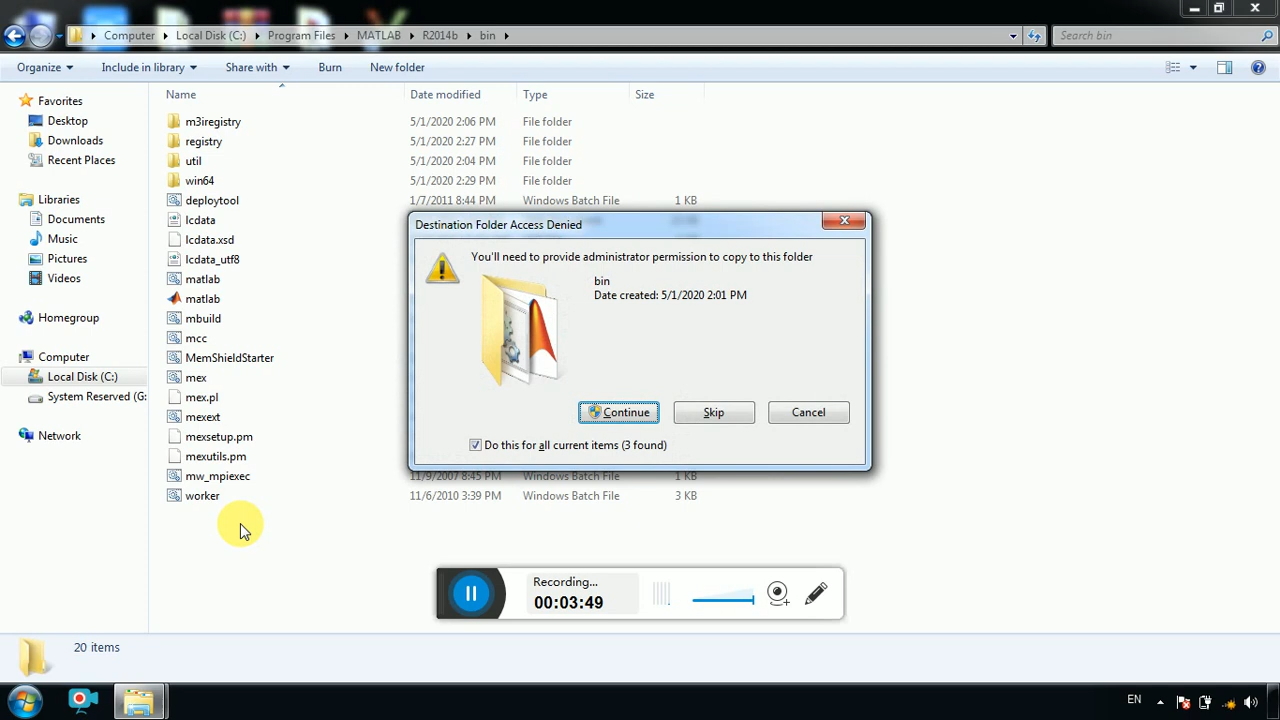 Computer Local Disk (C:) Program Files MATLAB R2014b bin
Search bin
Organize Include in library Share with Burn New folder
Name Date modified Type Size
Favorites
Desktop
Downloads
Recent Places
Libraries
Documents
Music
Pictures
Videos
Homegroup
Computer
Local Disk (C:)
System Reserved (G:
Network
m3iregistry 5/1/2020 2:06 PM File folder
registry 5/1/2020 2:27 PM File folder
util 5/1/2020 2:04 PM File folder
win64 5/1/2020 2:29 PM File folder
deploytool 1/7/2011 8:44 PM Windows Batch File 1 KB
lcdata
lcdata.xsd
lcdata_utf8
matlab
matlab
mbuild
mcc
MemShieldStarter
mex
mex.pl
mexext
mexsetup.pm
mexutils.pm
mw_mpiexec 11/9/2007 8:45 PM Windows Batch File 1 KB
worker 11/6/2010 3:39 PM Windows Batch File 3 KB
Destination Folder Access Denied
You'll need to provide administrator permission to copy to this folder
bin
Date created: 5/1/2020 2:01 PM
Continue Skip Cancel
Do this for all current items (3 found)
Recording...
00:03:49
20 items
EN